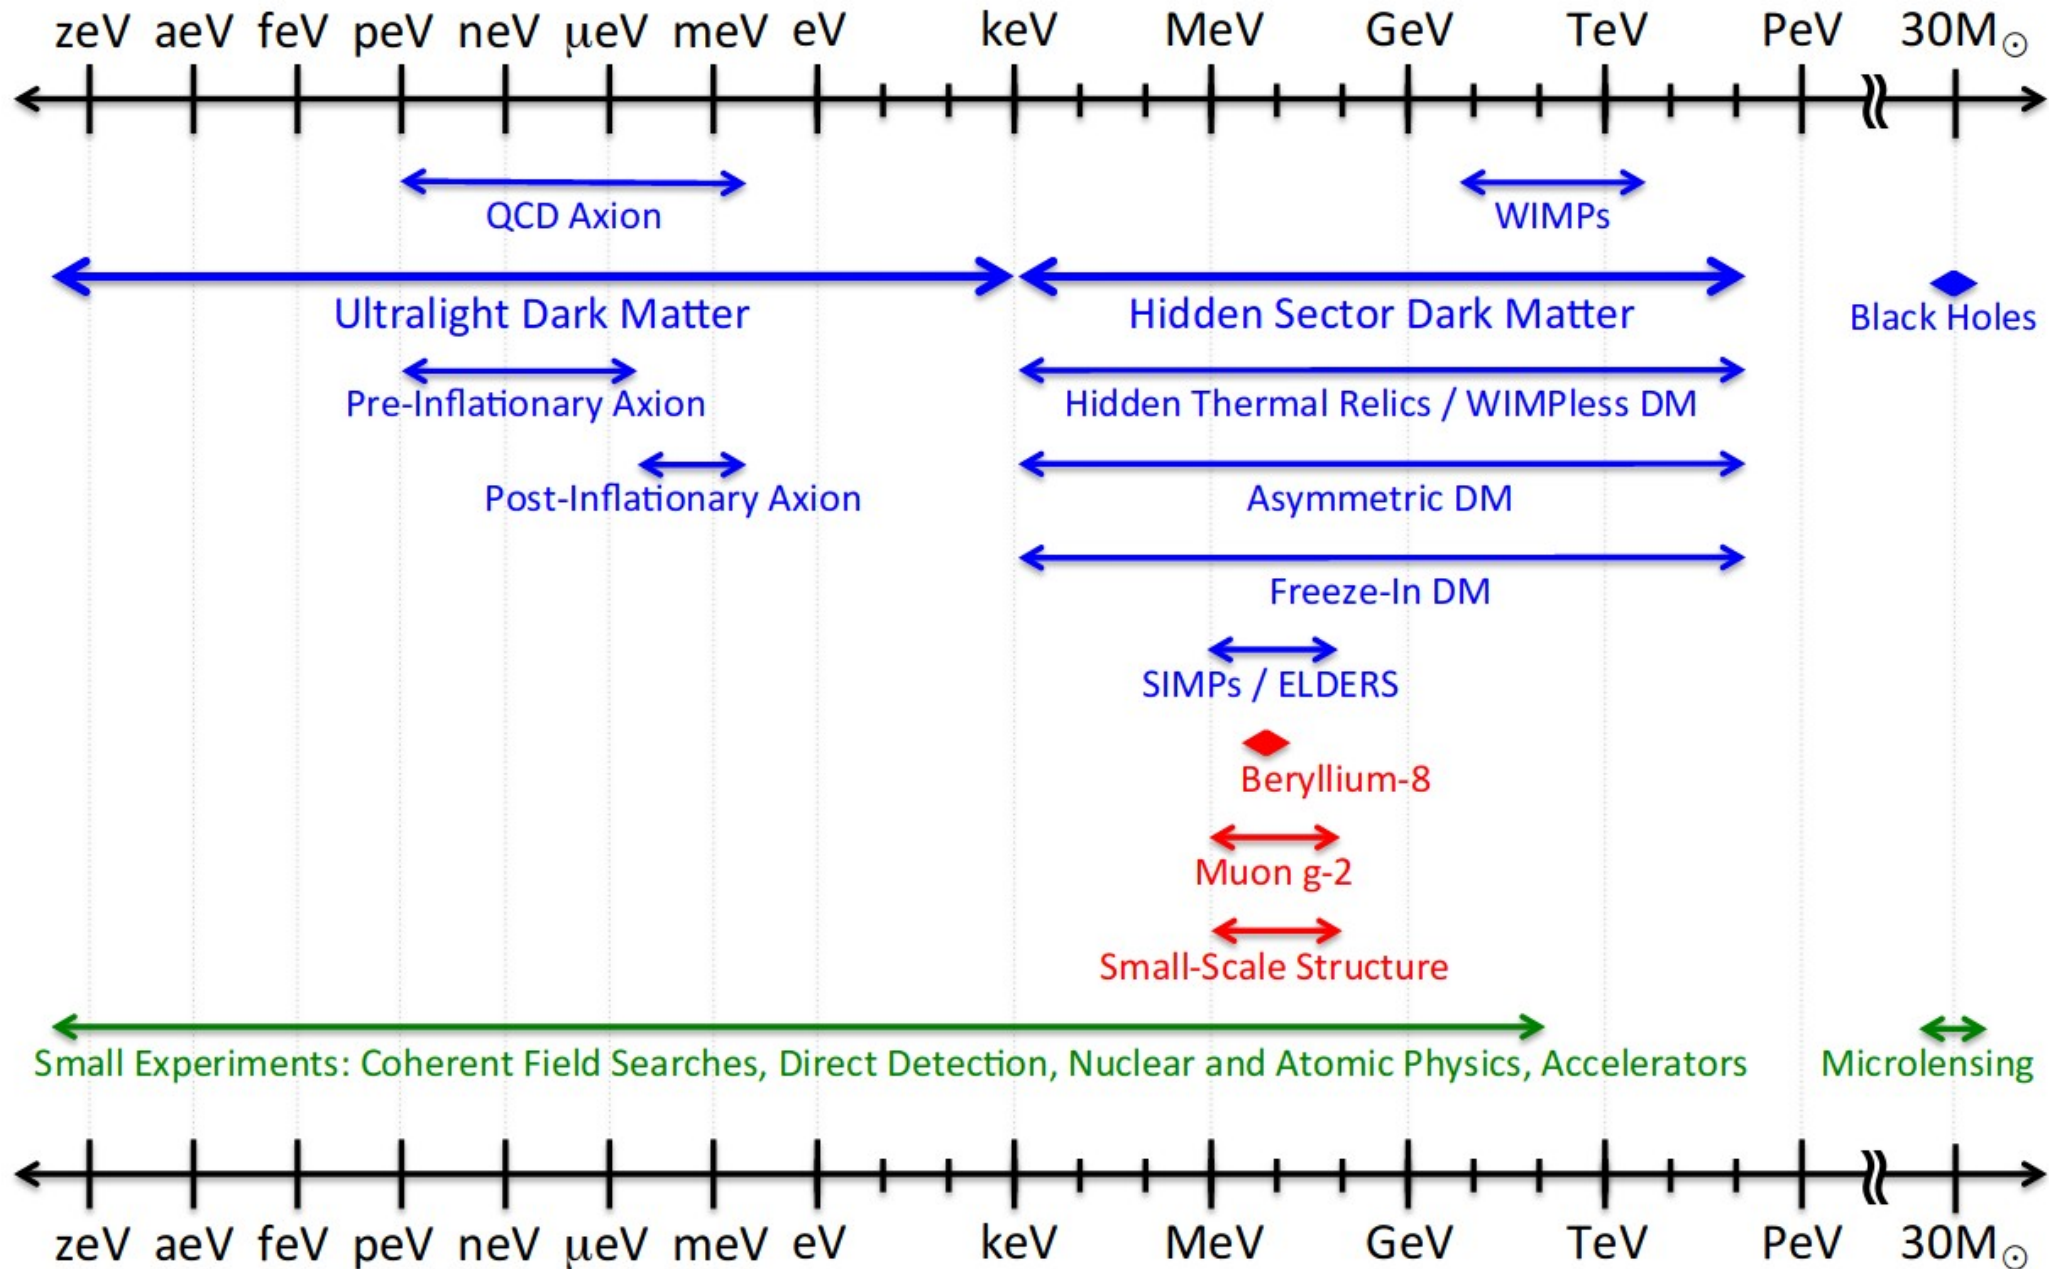 zeV aeV feV peV neV μeV meV eV keV MeV GeV TeV PeV 30M☉
QCD Axion WIMPs
Ultralight Dark Matter Hidden Sector Dark Matter Black Holes
Pre-Inflationary Axion Hidden Thermal Relics / WIMPless DM
Post-Inflationary Axion Asymmetric DM
Freeze-In DM
SIMPs / ELDERS
Beryllium-8
Muon g-2
Small-Scale Structure
Small Experiments: Coherent Field Searches, Direct Detection, Nuclear and Atomic Physics, Accelerators Microlensing
zeV aeV feV peV neV μeV meV eV keV MeV GeV TeV PeV 30M☉